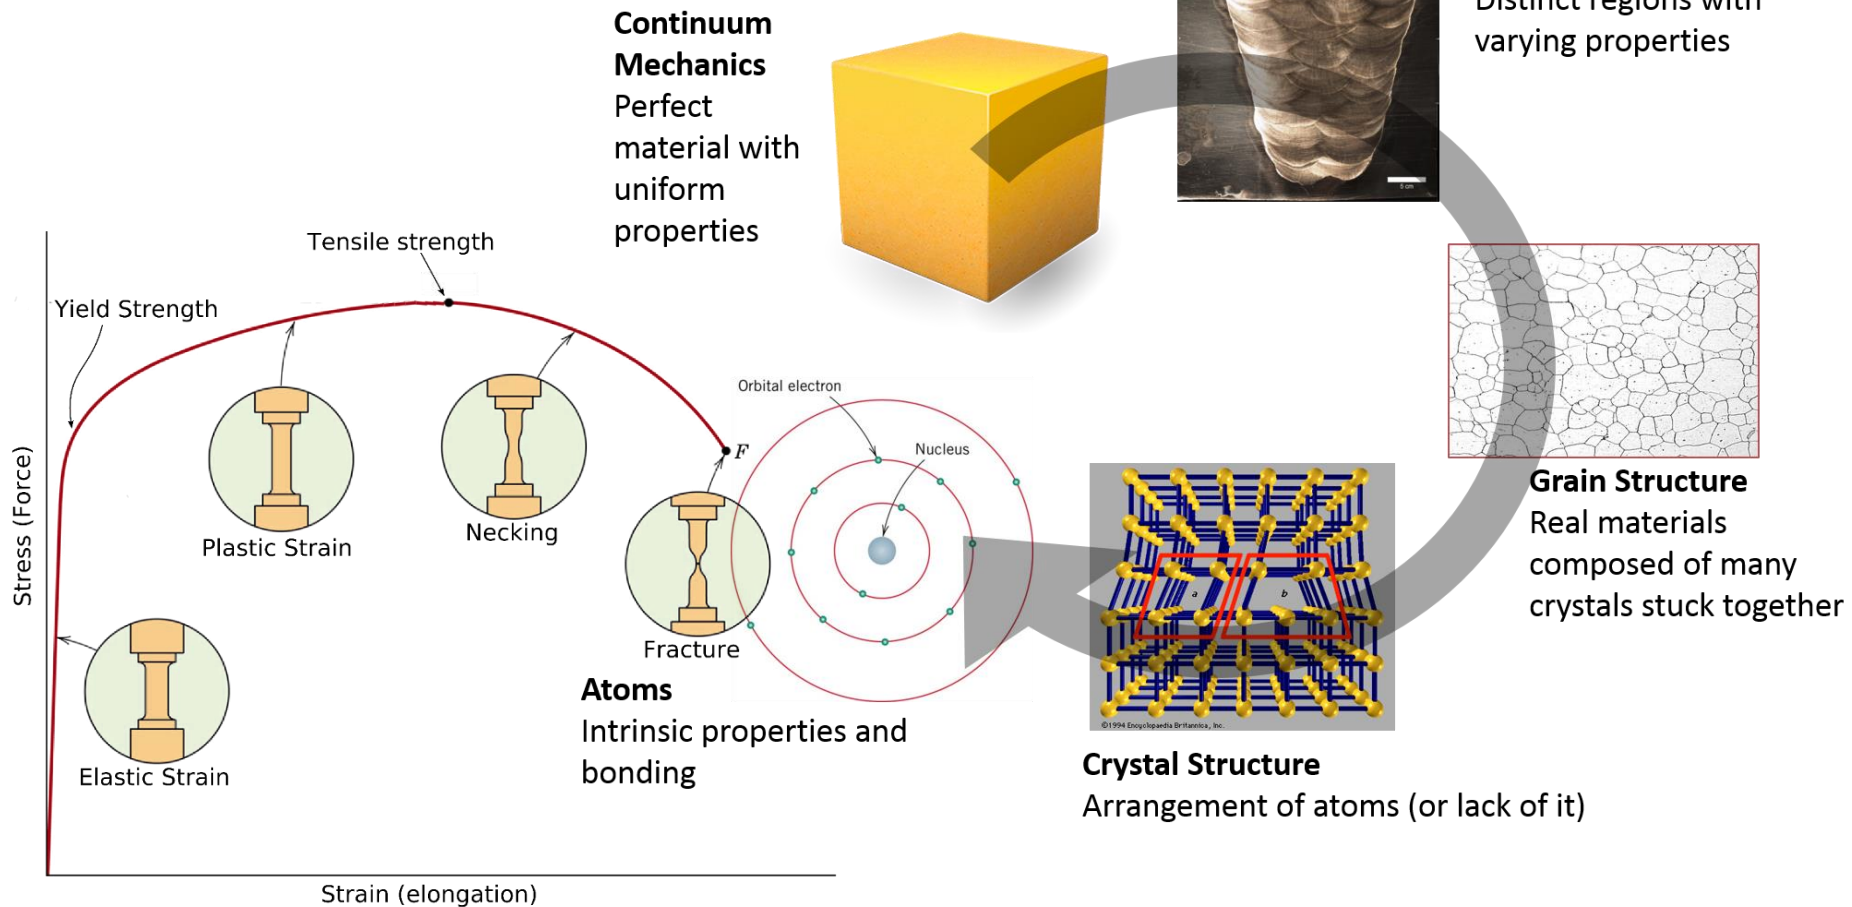 Continuum
Mechanics
Perfect
material with
uniform
properties
Distinct regions with
varying properties
5 cm
Tensile strength
Yield Strength
Plastic Strain
Necking
F
Fracture
Elastic Strain
Stress (Force)
Strain (elongation)
Orbital electron
Nucleus
Atoms
Intrinsic properties and
bonding
a
b
©1994 Encyclopaedia Britannica, Inc.
Crystal Structure
Arrangement of atoms (or lack of it)
Grain Structure
Real materials
composed of many
crystals stuck together